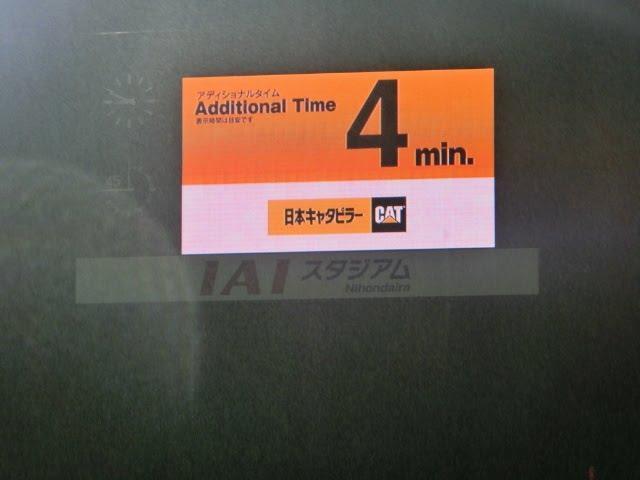 アディショナルタイム
Additional Time
表示時間は目安です
4 min.
日本キャタピラー CAT
IAI スタジアム
Nihondaira